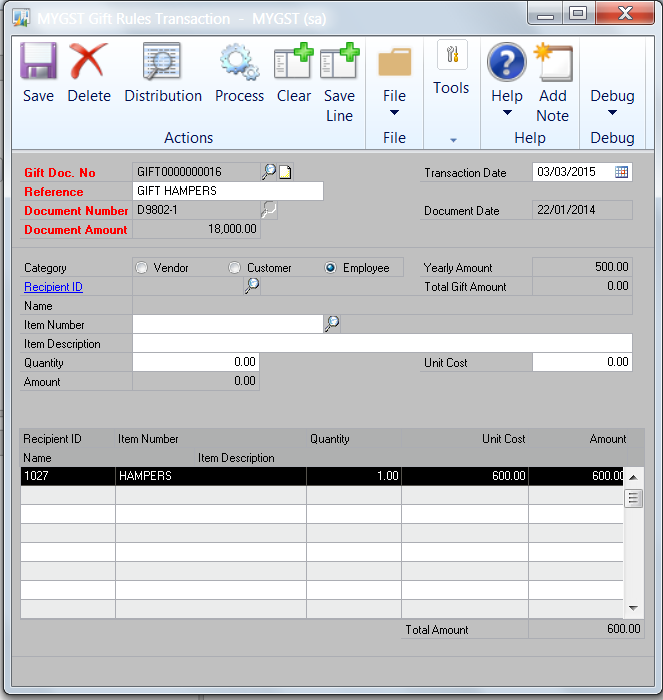 MYGST Gift Rules Transaction - MYGST (sa)
Save Delete Distribution Process Clear Save Line File Tools Help Add Note Debug
Actions File Help Debug
Gift Doc. No GIFT0000000016 Transaction Date 03/03/2015
Reference GIFT HAMPERS
Document Number D9802-1 Document Date 22/01/2014
Document Amount 18,000.00
Category Vendor Customer Employee Yearly Amount 500.00
Recipient ID Total Gift Amount 0.00
Name
Item Number
Item Description
Quantity 0.00 Unit Cost 0.00
Amount 0.00
Recipient ID Item Number Quantity Unit Cost Amount
Name Item Description
1027 HAMPERS 1.00 600.00 600.00
Total Amount 600.00